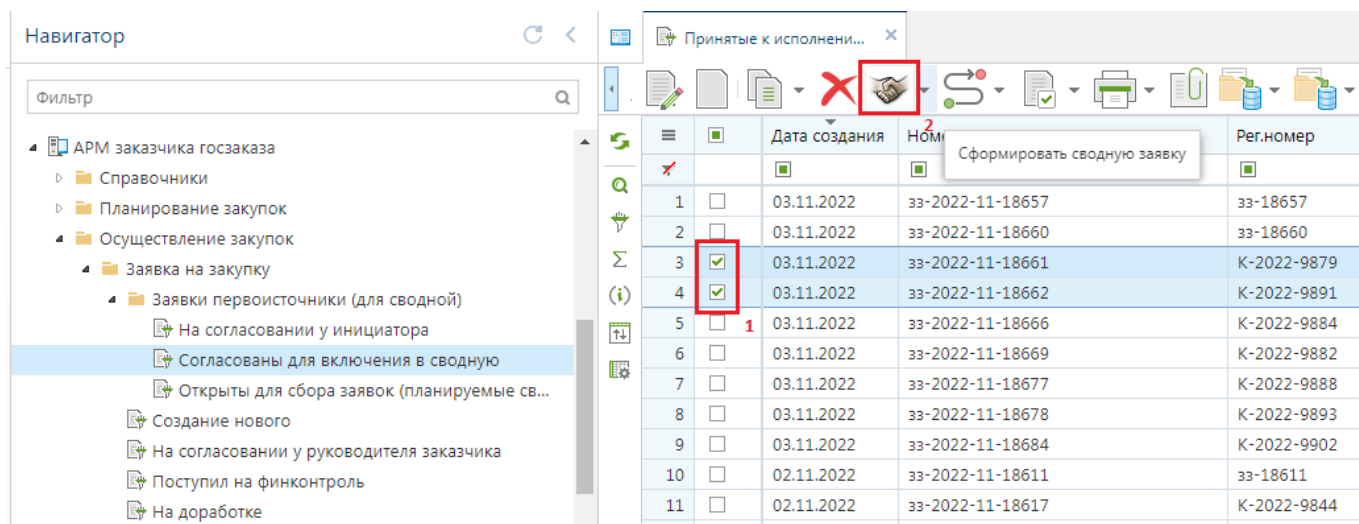 Навигатор
Фильтр
АРМ заказчика госзаказа
Справочники
Планирование закупок
Осуществление закупок
Заявка на закупку
Заявки первоисточники (для сводной)
На согласовании у инициатора
Согласованы для включения в сводную
Открыты для сбора заявок (планируемые св...
Создание нового
На согласовании у руководителя заказчика
Поступил на финконтроль
На доработке
Принятые к исполнени...
2
Дата создания Ном Рег.номер
Сформировать сводную заявку
1 03.11.2022 зз-2022-11-18657 зз-18657
2 03.11.2022 зз-2022-11-18660 зз-18660
3 03.11.2022 зз-2022-11-18661 К-2022-9879
4 03.11.2022 зз-2022-11-18662 К-2022-9891
5 1 03.11.2022 зз-2022-11-18666 К-2022-9884
6 03.11.2022 зз-2022-11-18669 К-2022-9882
7 03.11.2022 зз-2022-11-18677 К-2022-9888
8 03.11.2022 зз-2022-11-18678 К-2022-9893
9 03.11.2022 зз-2022-11-18684 К-2022-9902
10 02.11.2022 зз-2022-11-18611 зз-18611
11 02.11.2022 зз-2022-11-18617 К-2022-9844